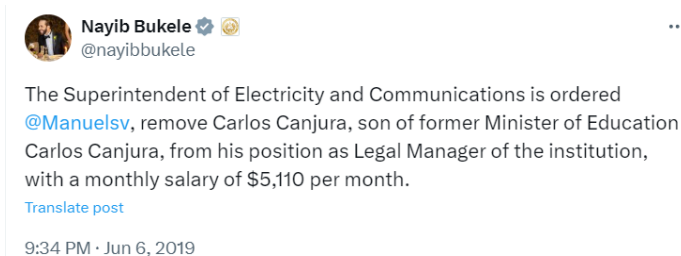 Nayib Bukele
@nayibbukele
The Superintendent of Electricity and Communications is ordered
@Manuelsv, remove Carlos Canjura, son of former Minister of Education
Carlos Canjura, from his position as Legal Manager of the institution,
with a monthly salary of $5,110 per month.
Translate post
9:34 PM · Jun 6, 2019